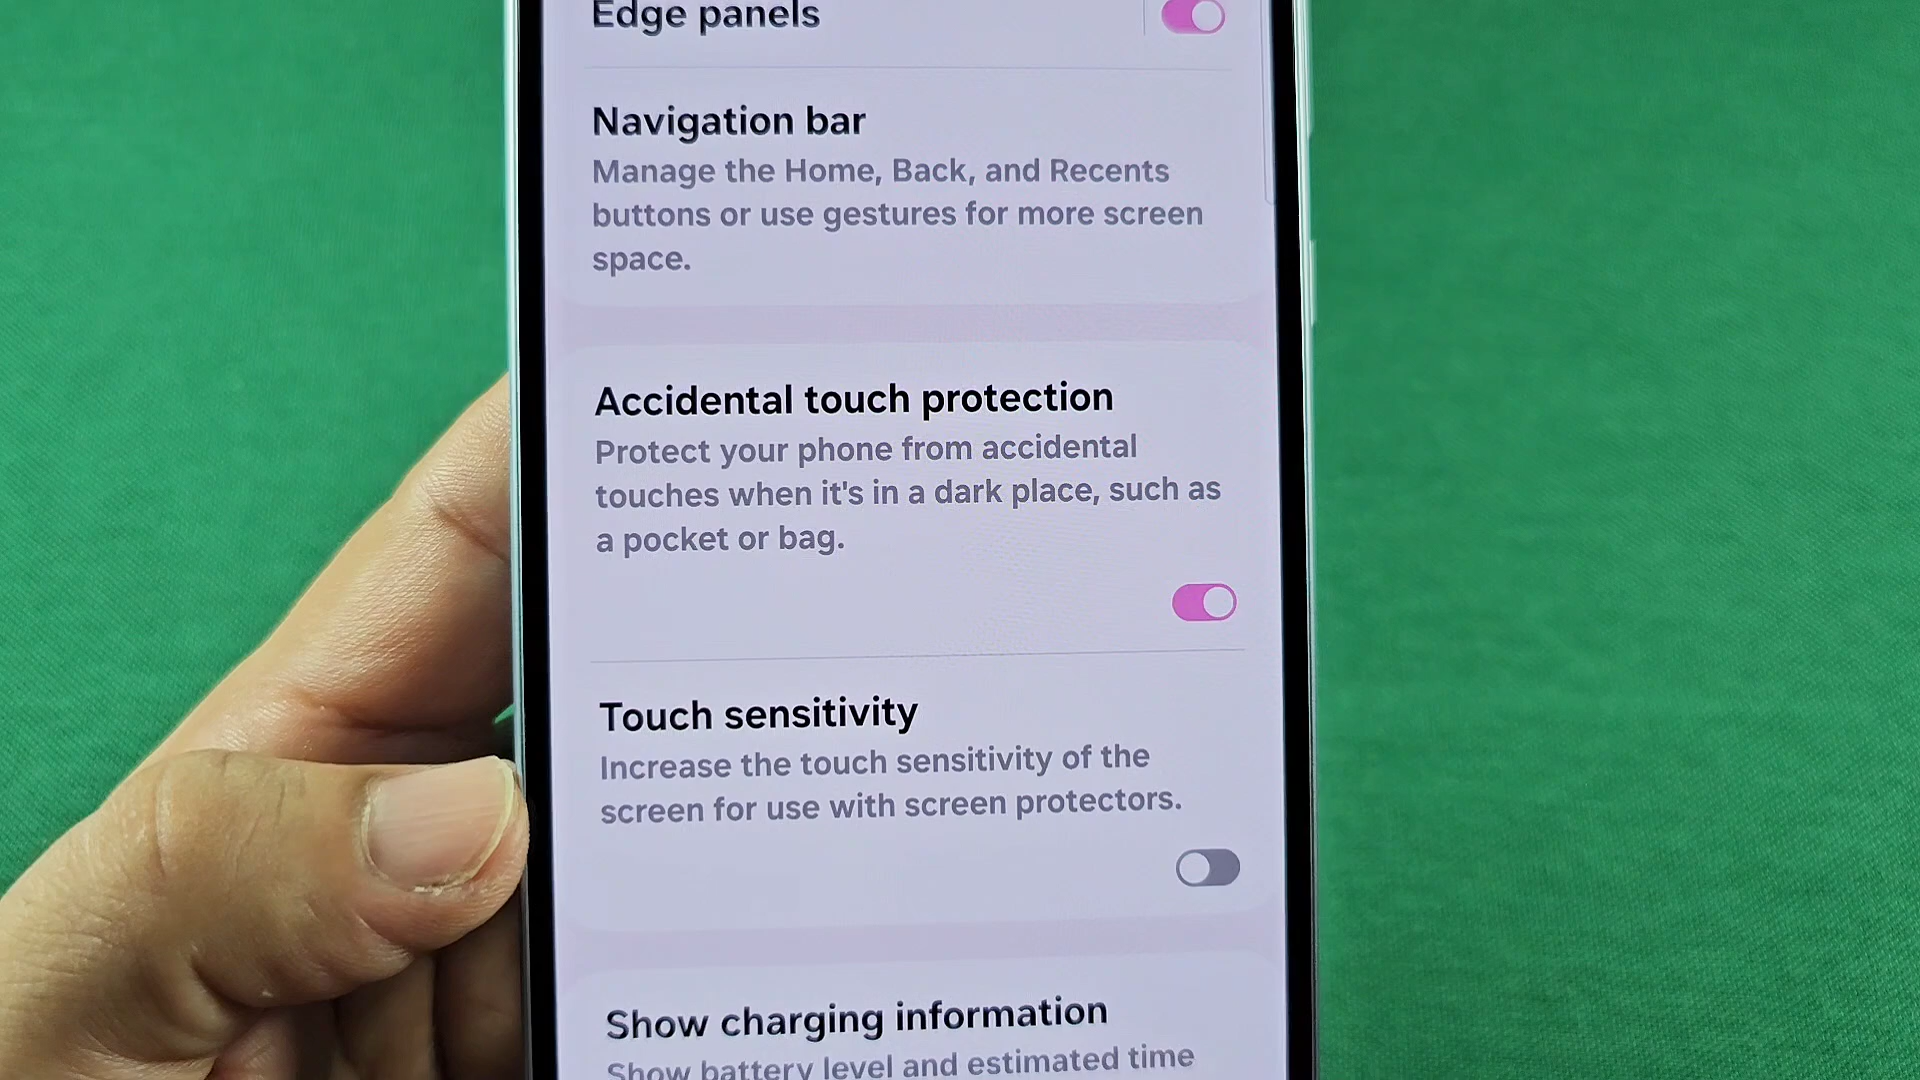 Edge panels
Navigation bar
Manage the Home, Back, and Recents
buttons or use gestures for more screen
space.
Accidental touch protection
Protect your phone from accidental
touches when it's in a dark place, such as
a pocket or bag.
Touch sensitivity
Increase the touch sensitivity of the
screen for use with screen protectors.
Show charging information
Show battery level and estimated time